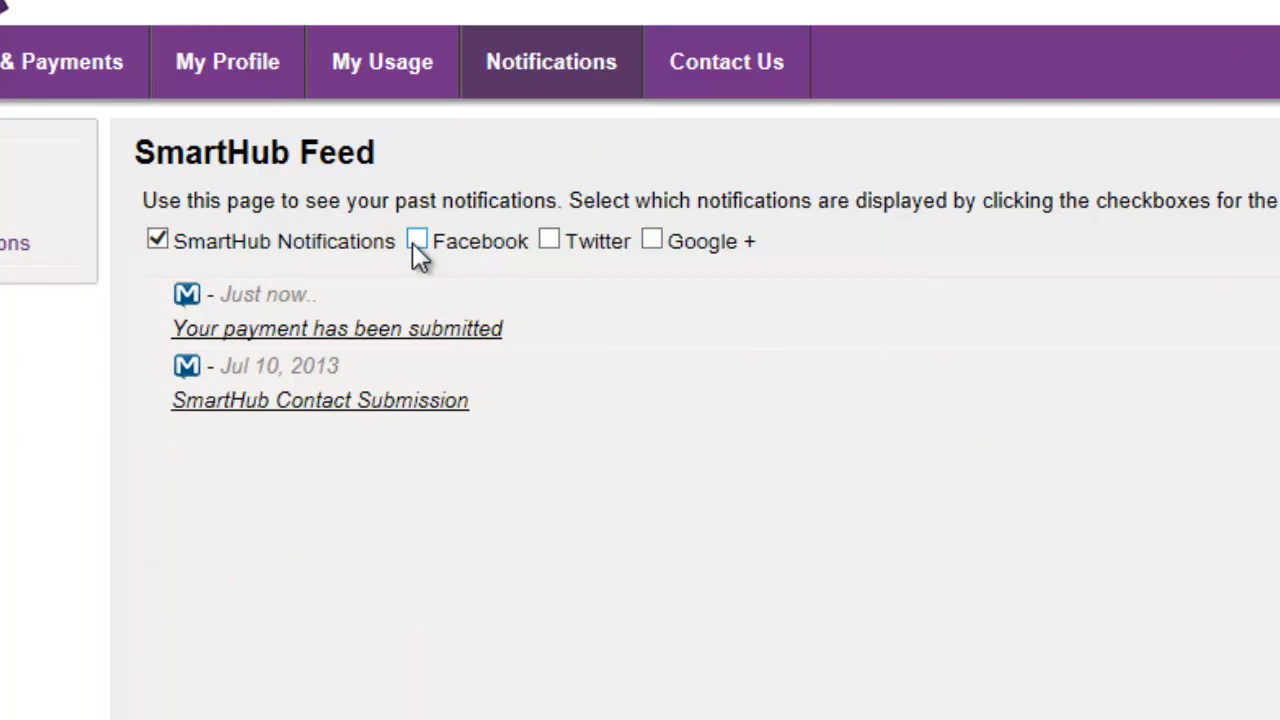 & Payments My Profile My Usage Notifications Contact Us
ons
SmartHub Feed
Use this page to see your past notifications. Select which notifications are displayed by clicking the checkboxes for the
SmartHub Notifications Facebook Twitter Google +
M - Just now..
Your payment has been submitted
M - Jul 10, 2013
SmartHub Contact Submission